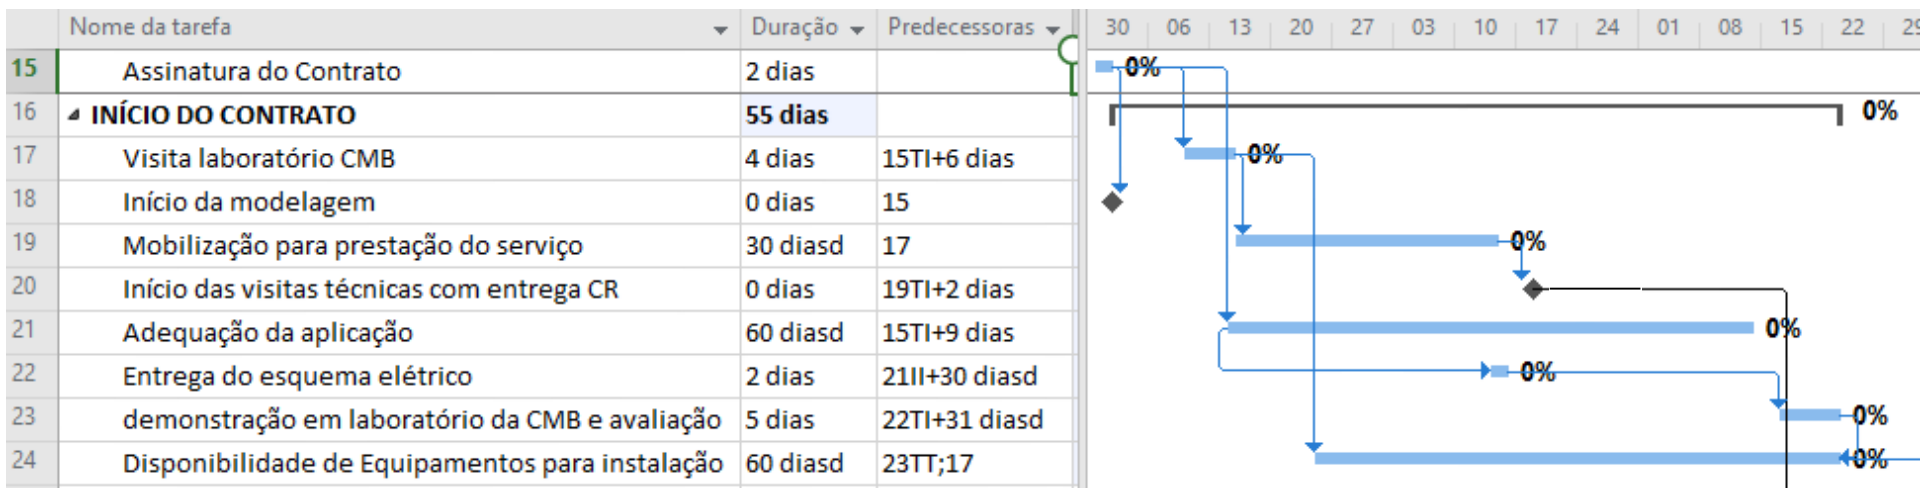 Nome da tarefa Duração Predecessoras 30 06 13 20 27 03 10 17 24 01 08 15 22 29
15 Assinatura do Contrato 2 dias 0%
16 INÍCIO DO CONTRATO 55 dias 0%
17 Visita laboratório CMB 4 dias 15TI+6 dias 0%
18 Início da modelagem 0 dias 15
19 Mobilização para prestação do serviço 30 diasd 17 0%
20 Início das visitas técnicas com entrega CR 0 dias 19TI+2 dias
21 Adequação da aplicação 60 diasd 15TI+9 dias 0%
22 Entrega do esquema elétrico 2 dias 21II+30 diasd 0%
23 demonstração em laboratório da CMB e avaliação 5 dias 22TI+31 diasd 0%
24 Disponibilidade de Equipamentos para instalação 60 diasd 23TT;17 0%